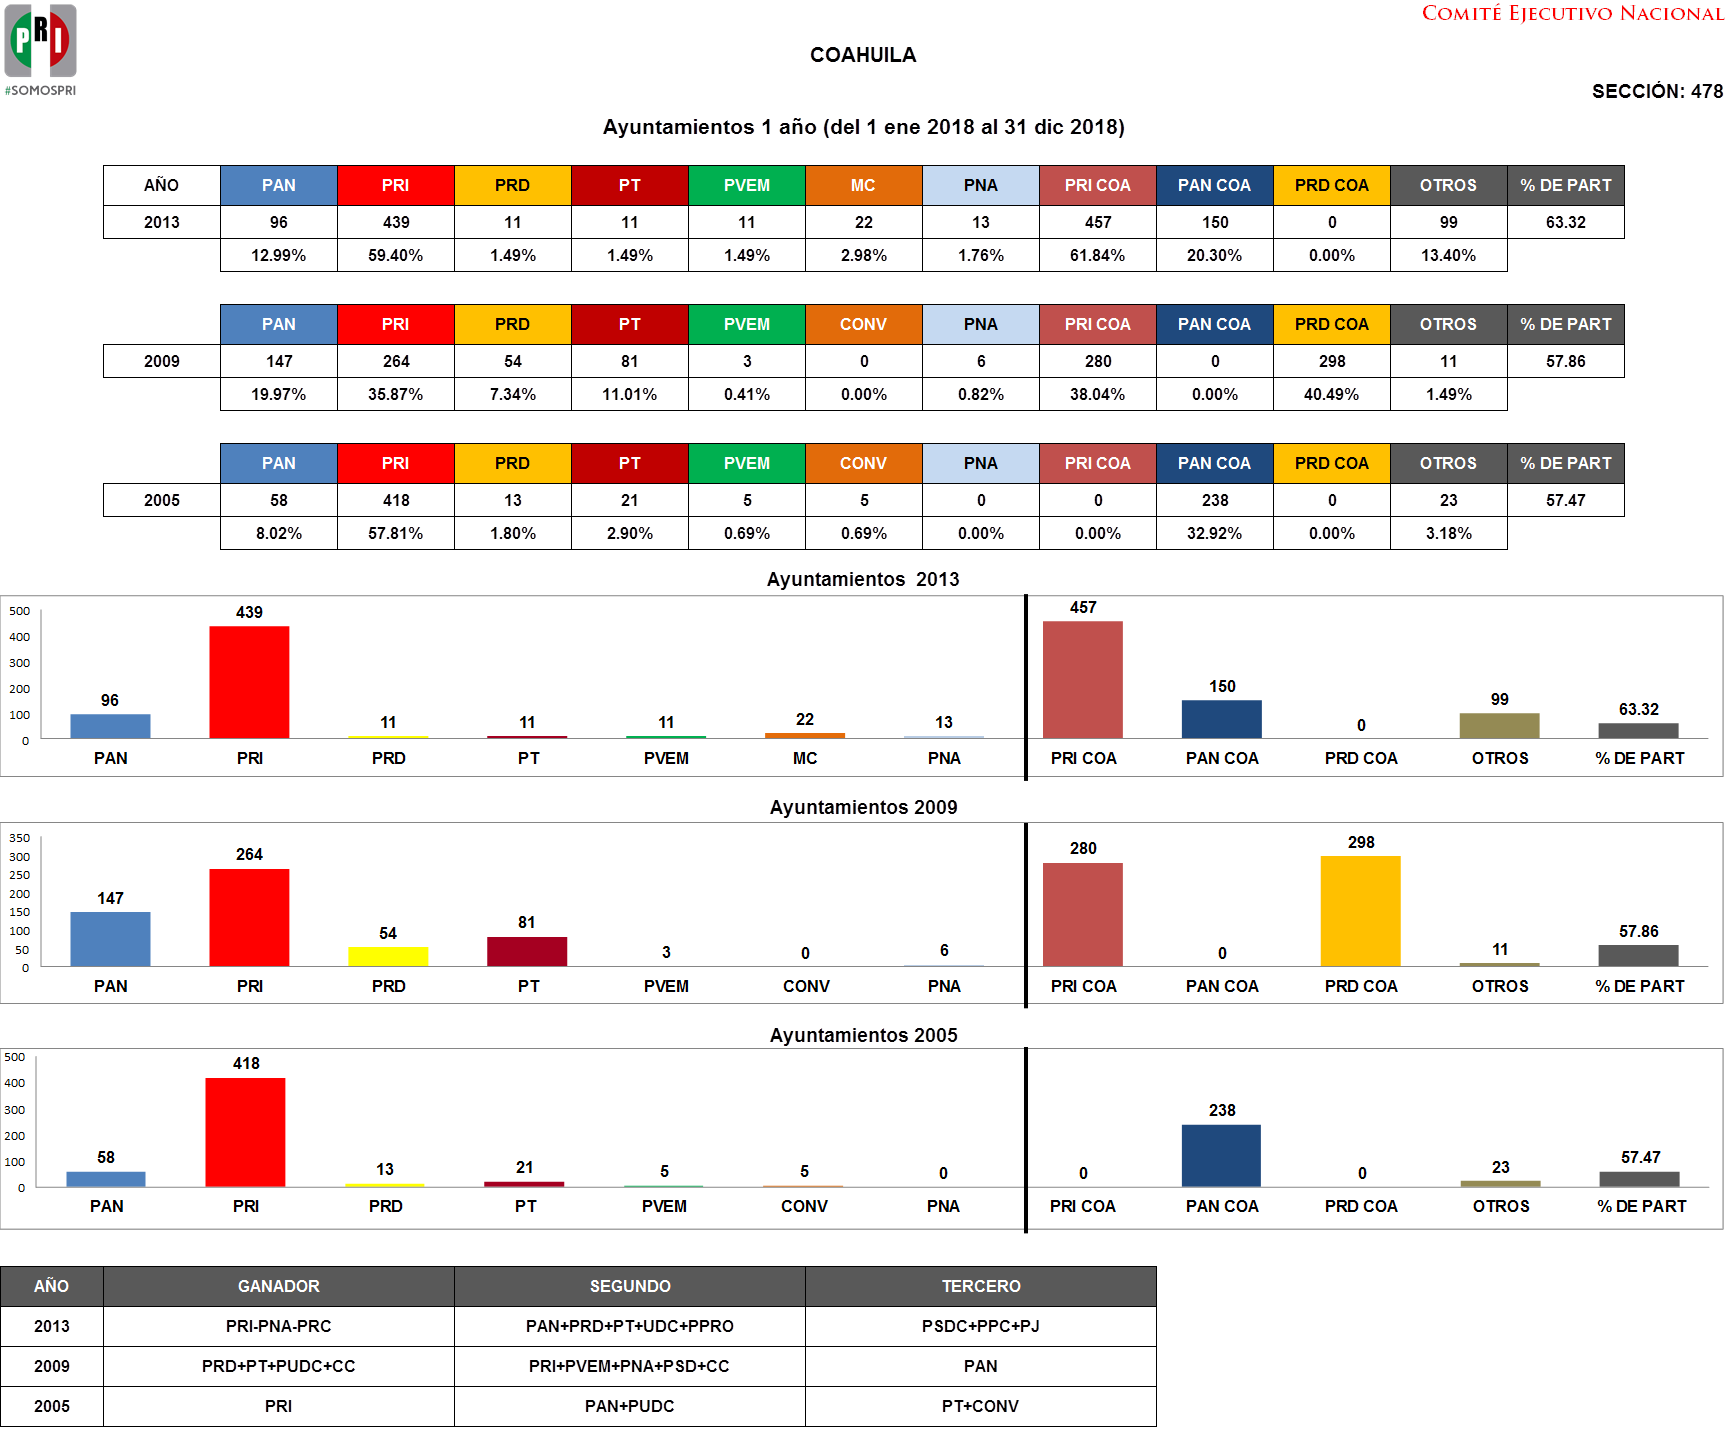 COMITÉ EJECUTIVO NACIONAL
PRI
#SOMOSPRI
COAHUILA
SECCIÓN: 478
Ayuntamientos 1 año (del 1 ene 2018 al 31 dic 2018)
AÑO PAN PRI PRD PT PVEM MC PNA PRI COA PAN COA PRD COA OTROS % DE PART
2013 96 439 11 11 11 22 13 457 150 0 99 63.32
12.99% 59.40% 1.49% 1.49% 1.49% 2.98% 1.76% 61.84% 20.30% 0.00% 13.40%
PAN PRI PRD PT PVEM CONV PNA PRI COA PAN COA PRD COA OTROS % DE PART
2009 147 264 54 81 3 0 6 280 0 298 11 57.86
19.97% 35.87% 7.34% 11.01% 0.41% 0.00% 0.82% 38.04% 0.00% 40.49% 1.49%
PAN PRI PRD PT PVEM CONV PNA PRI COA PAN COA PRD COA OTROS % DE PART
2005 58 418 13 21 5 5 0 0 238 0 23 57.47
8.02% 57.81% 1.80% 2.90% 0.69% 0.69% 0.00% 0.00% 32.92% 0.00% 3.18%
Ayuntamientos 2013
500
400
300
200
100
0
96 439 11 11 11 22 13 457 150 0 99 63.32
PAN PRI PRD PT PVEM MC PNA PRI COA PAN COA PRD COA OTROS % DE PART
Ayuntamientos 2009
350
300
250
200
150
100
50
0
147 264 54 81 3 0 6 280 0 298 11 57.86
PAN PRI PRD PT PVEM CONV PNA PRI COA PAN COA PRD COA OTROS % DE PART
Ayuntamientos 2005
500
400
300
200
100
0
58 418 13 21 5 5 0 0 238 0 23 57.47
PAN PRI PRD PT PVEM CONV PNA PRI COA PAN COA PRD COA OTROS % DE PART
AÑO GANADOR SEGUNDO TERCERO
2013 PRI-PNA-PRC PAN+PRD+PT+UDC+PPRO PSDC+PPC+PJ
2009 PRD+PT+PUDC+CC PRI+PVEM+PNA+PSD+CC PAN
2005 PRI PAN+PUDC PT+CONV